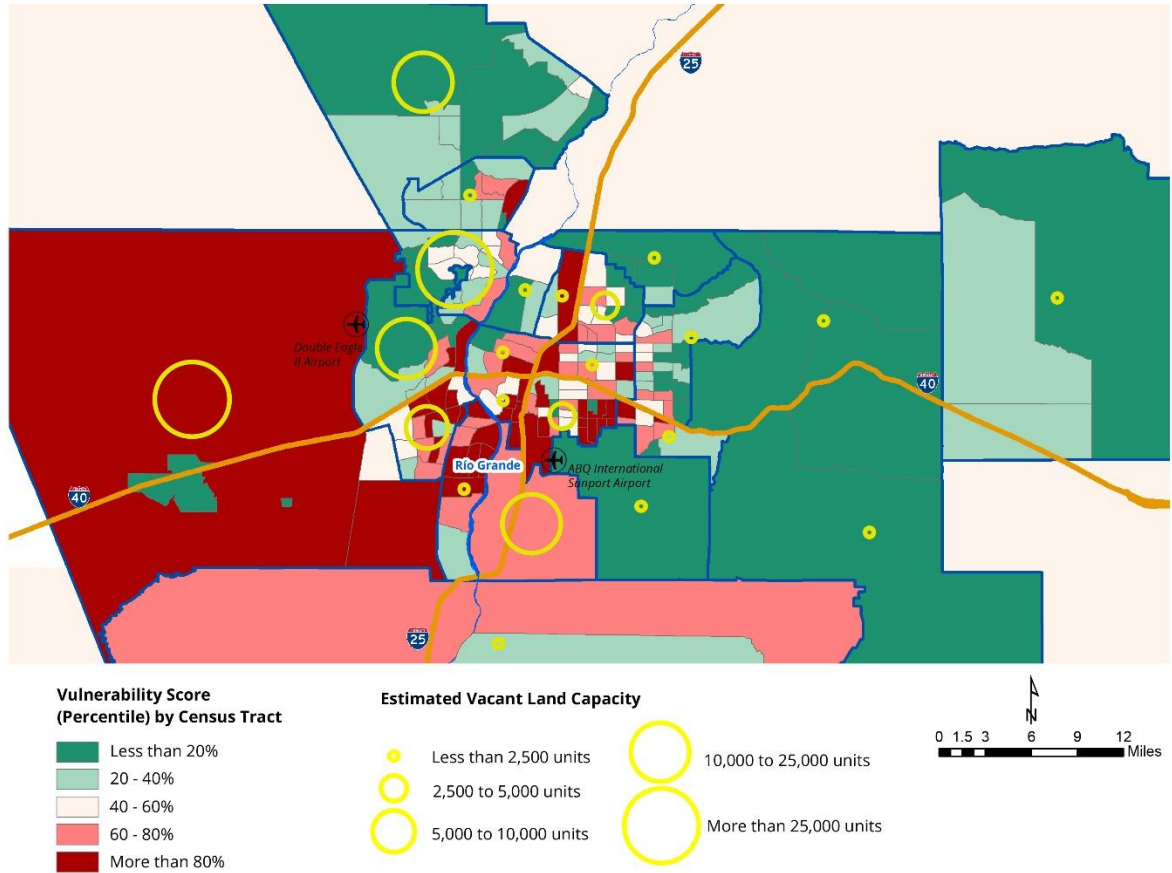 25
Double Eagle
II Airport
40
Río Grande
ABQ International
Sunport Airport
40
25
Vulnerability Score
(Percentile) by Census Tract
Less than 20%
20 - 40%
40 - 60%
60 - 80%
More than 80%
Estimated Vacant Land Capacity
Less than 2,500 units
2,500 to 5,000 units
5,000 to 10,000 units
10,000 to 25,000 units
More than 25,000 units
N
0 1.5 3 6 9 12
Miles